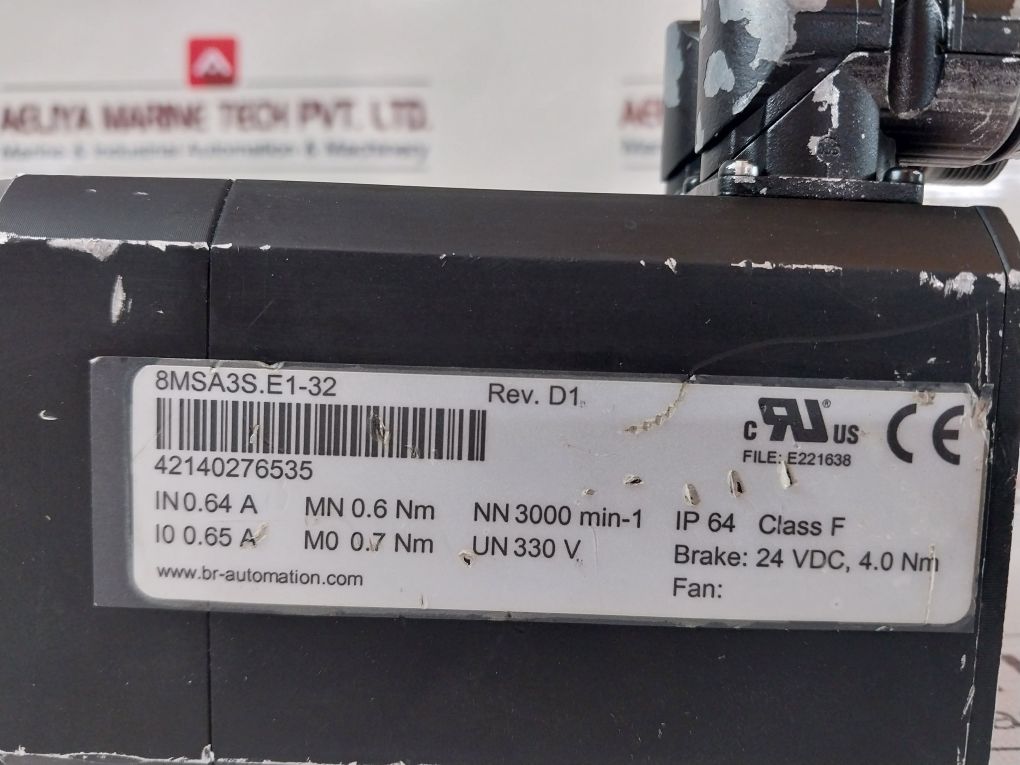 AELIYA MARINE TECH PVT. LTD.
Marine & Industrial Automation & Machinery
8MSA3S.E1-32
Rev. D1
42140276535
C RU US
FILE: E221638
CE
IN 0.64 A MN 0.6 Nm NN 3000 min-1 IP 64 Class F
I0 0.65 A M0 0.7 Nm UN 330 V Brake: 24 VDC, 4.0 Nm
www.br-automation.com Fan: